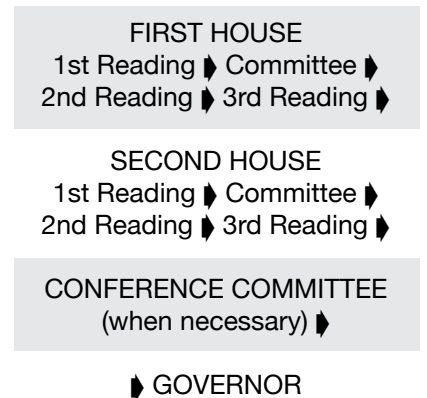 FIRST HOUSE
1st Reading ➧ Committee ➧
2nd Reading ➧ 3rd Reading ➧
SECOND HOUSE
1st Reading ➧ Committee ➧
2nd Reading ➧ 3rd Reading ➧
CONFERENCE COMMITTEE
(when necessary) ➧
➧ GOVERNOR